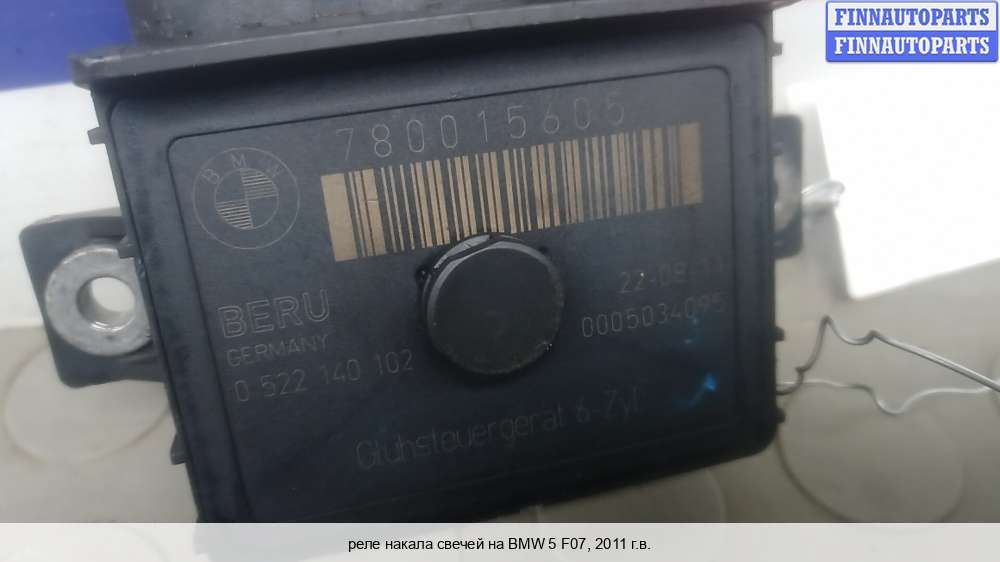 FINNAUTOPARTS
FINNAUTOPARTS
780015605
BMW
BERU
GERMANY
22-08-11
0 522 140 102
0005034095
Glühsteuergerät 6-Zyl
реле накала свечей на BMW 5 F07, 2011 г.в.